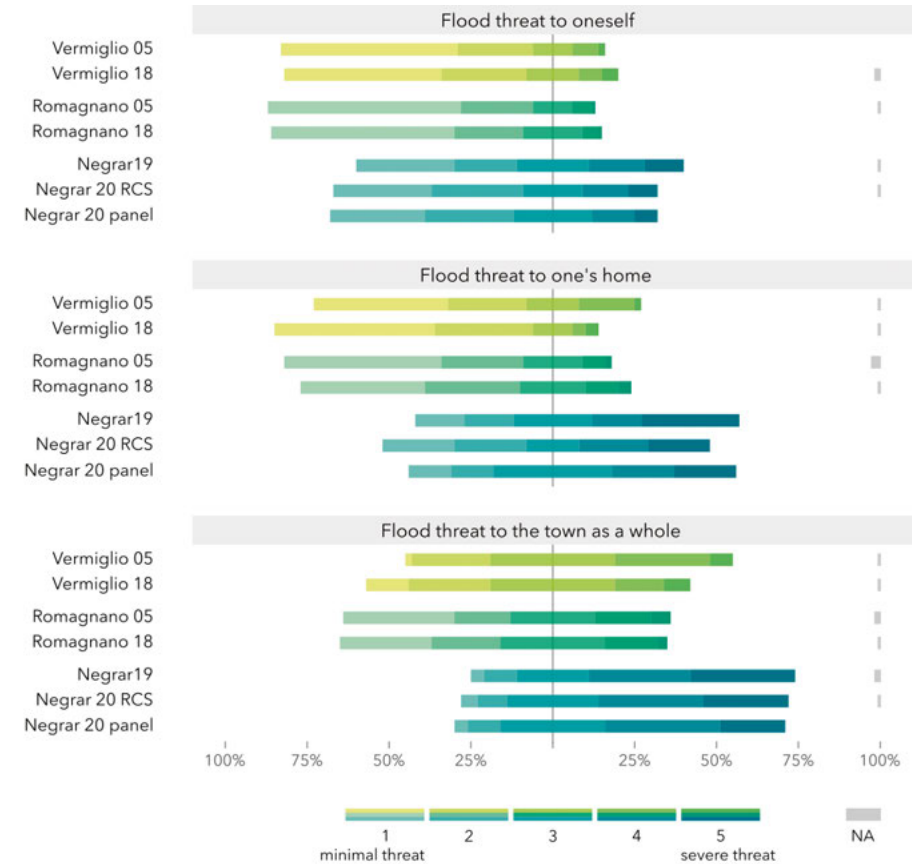 Flood threat to oneself
Vermiglio 05
Vermiglio 18
Romagnano 05
Romagnano 18
Negrar19
Negrar 20 RCS
Negrar 20 panel
Flood threat to one's home
Vermiglio 05
Vermiglio 18
Romagnano 05
Romagnano 18
Negrar19
Negrar 20 RCS
Negrar 20 panel
Flood threat to the town as a whole
Vermiglio 05
Vermiglio 18
Romagnano 05
Romagnano 18
Negrar19
Negrar 20 RCS
Negrar 20 panel
100% 75% 50% 25% 25% 50% 75% 100%
1 2 3 4 5 NA
minimal threat severe threat